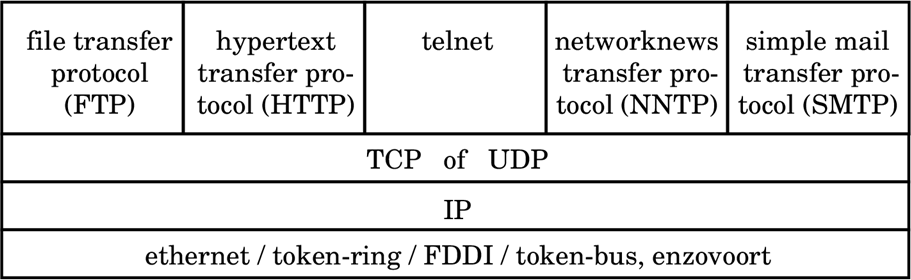 file transfer
protocol
(FTP)
hypertext
transfer pro-
tocol (HTTP)
telnet
networknews
transfer pro-
tocol (NNTP)
simple mail
transfer pro-
tocol (SMTP)
TCP of UDP
IP
ethernet / token-ring / FDDI / token-bus, enzovoort